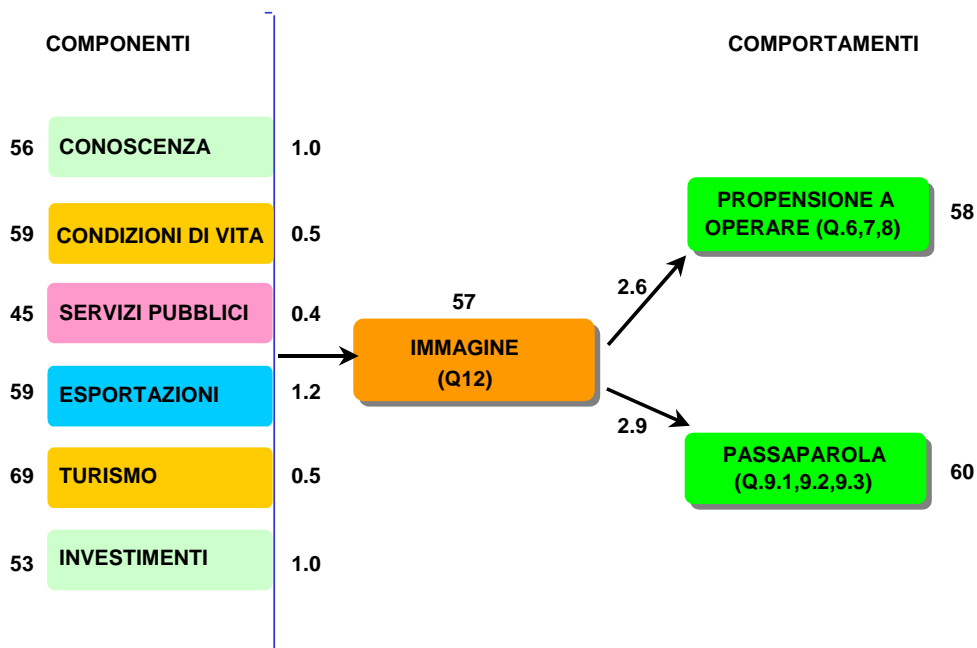 COMPONENTI
COMPORTAMENTI
56 CONOSCENZA 1.0
59 CONDIZIONI DI VITA 0.5
45 SERVIZI PUBBLICI 0.4
59 ESPORTAZIONI 1.2
69 TURISMO 0.5
53 INVESTIMENTI 1.0
57
IMMAGINE
(Q12)
2.6
2.9
PROPENSIONE A
OPERARE (Q.6,7,8)
58
PASSAPAROLA
(Q.9.1,9.2,9.3)
60